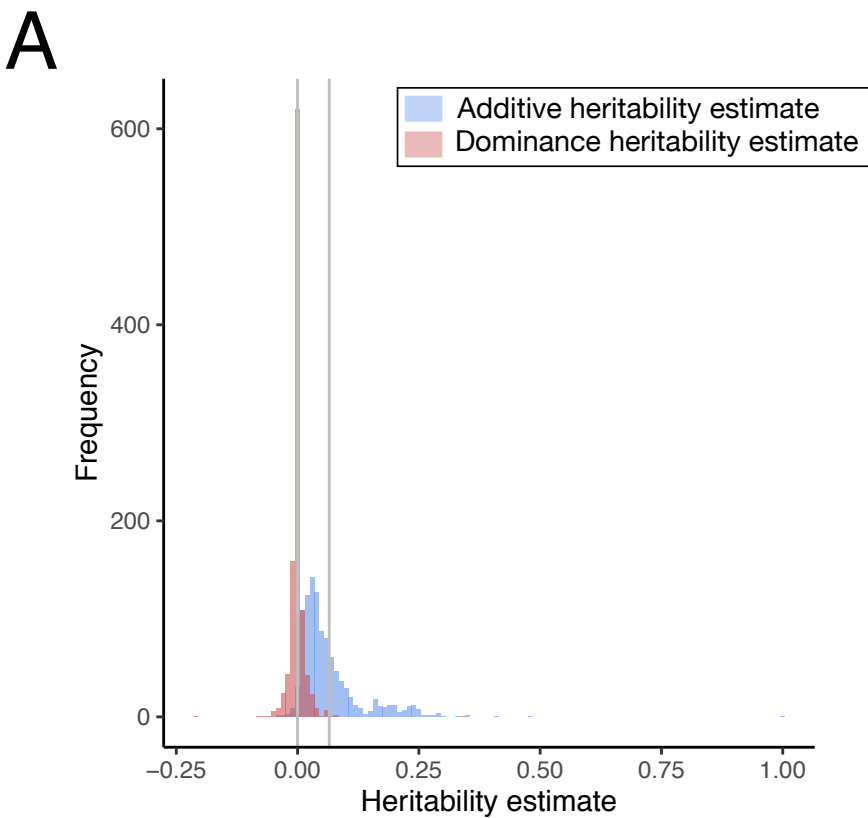 A
Additive heritability estimate
Dominance heritability estimate
600
400
200
0
Frequency
−0.25
0.00
0.25
0.50
0.75
1.00
Heritability estimate